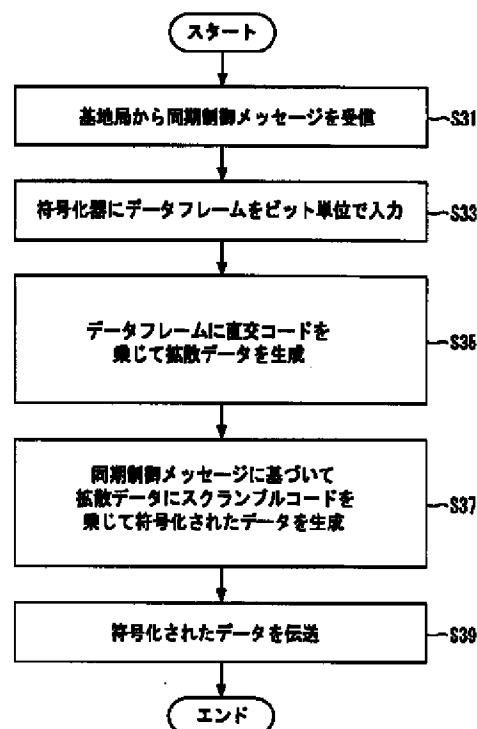 スタート
基地局から同期制御メッセージを受信
S31
符号化器にデータフレームをビット単位で入力
S33
データフレームに直交コードを
乗じて拡散データを生成
S35
同期制御メッセージに基づいて
拡散データにスクランブルコードを
乗じて符号化されたデータを生成
S37
符号化されたデータを伝送
S39
エンド